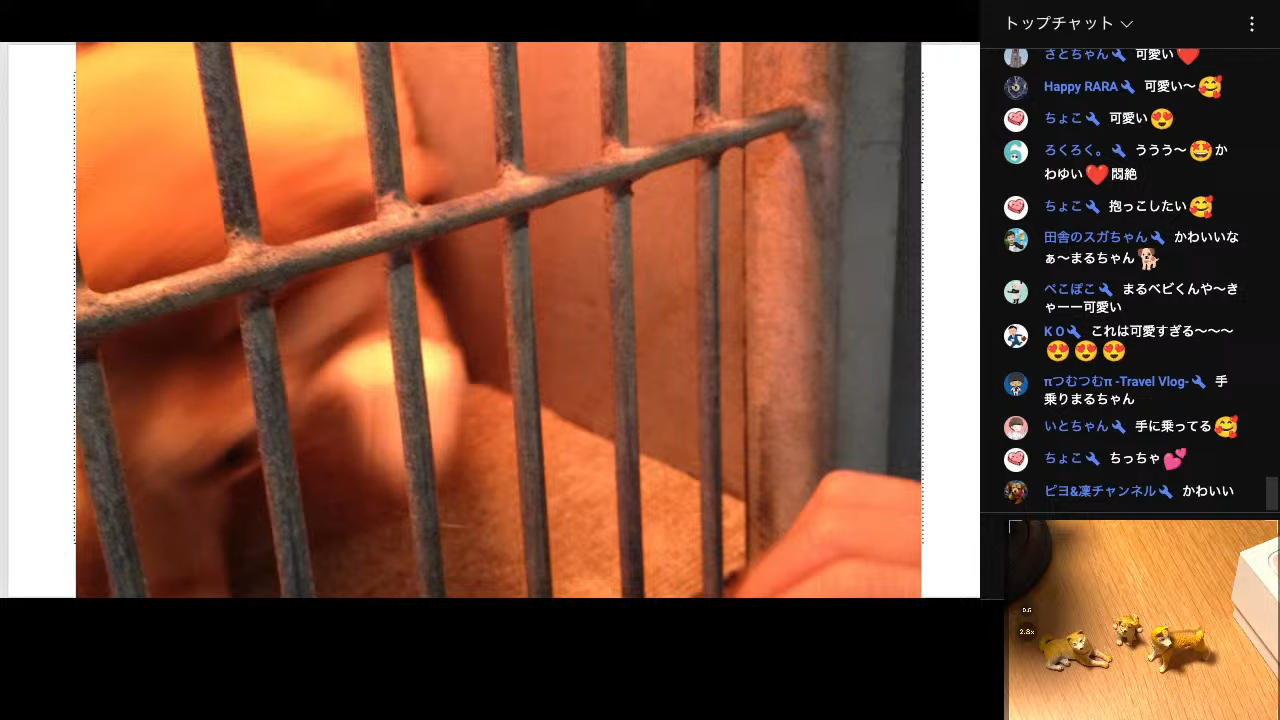 トップチャット
さとちゃん 可愛い❤️
Happy RARA 可愛い〜🥰
ちょこ 可愛い😍
ろくろく。 ううう〜🤩か
わゆい❤️悶絶
ちょこ 抱っこしたい🥰
田舎のスガちゃん かわいいな
ぁ〜まるちゃん🐕
ぺこぽこ まるベビくんや〜き
ゃーー可愛い
K O これは可愛すぎる〜〜〜
😍😍😍
πつむつむπ -Travel Vlog- 手
乗りまるちゃん
いとちゃん 手に乗ってる🥰
ちょこ ちっちゃ💕
ピヨ&凜チャンネル かわいい
0.6
2.8x